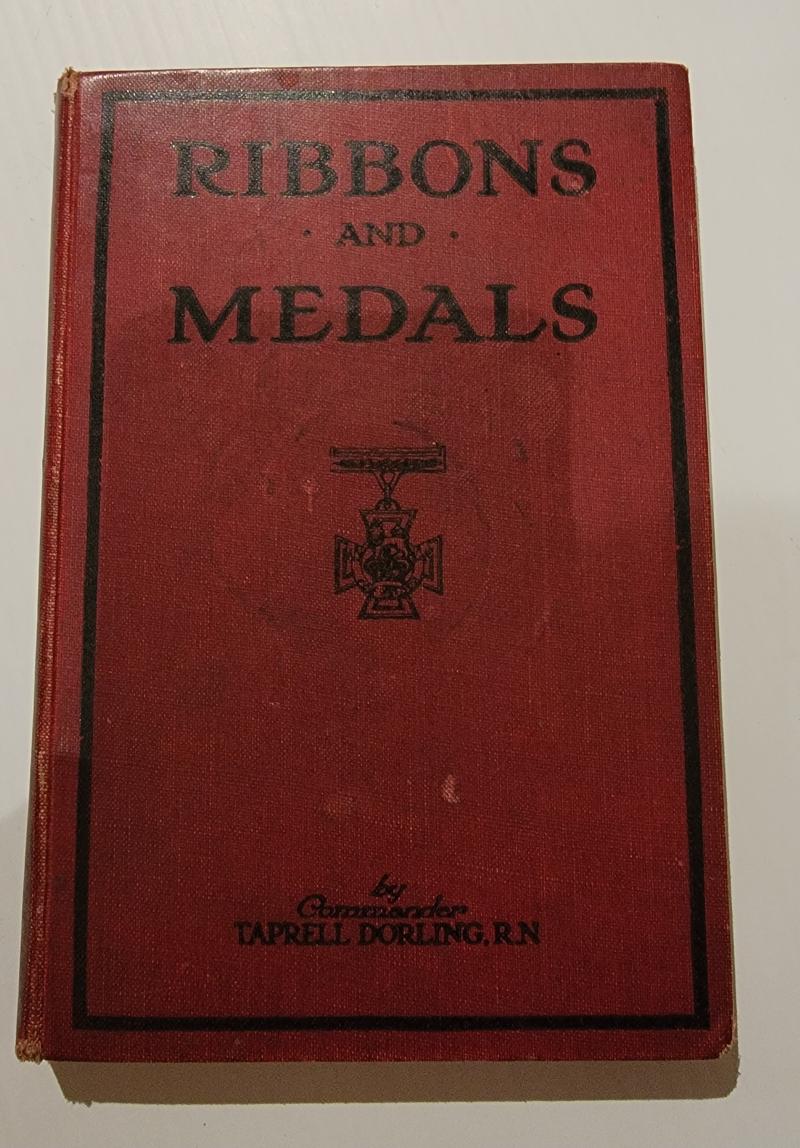 RIBBONS
· AND ·
MEDALS
by
Commander
TAPRELL DORLING, R.N